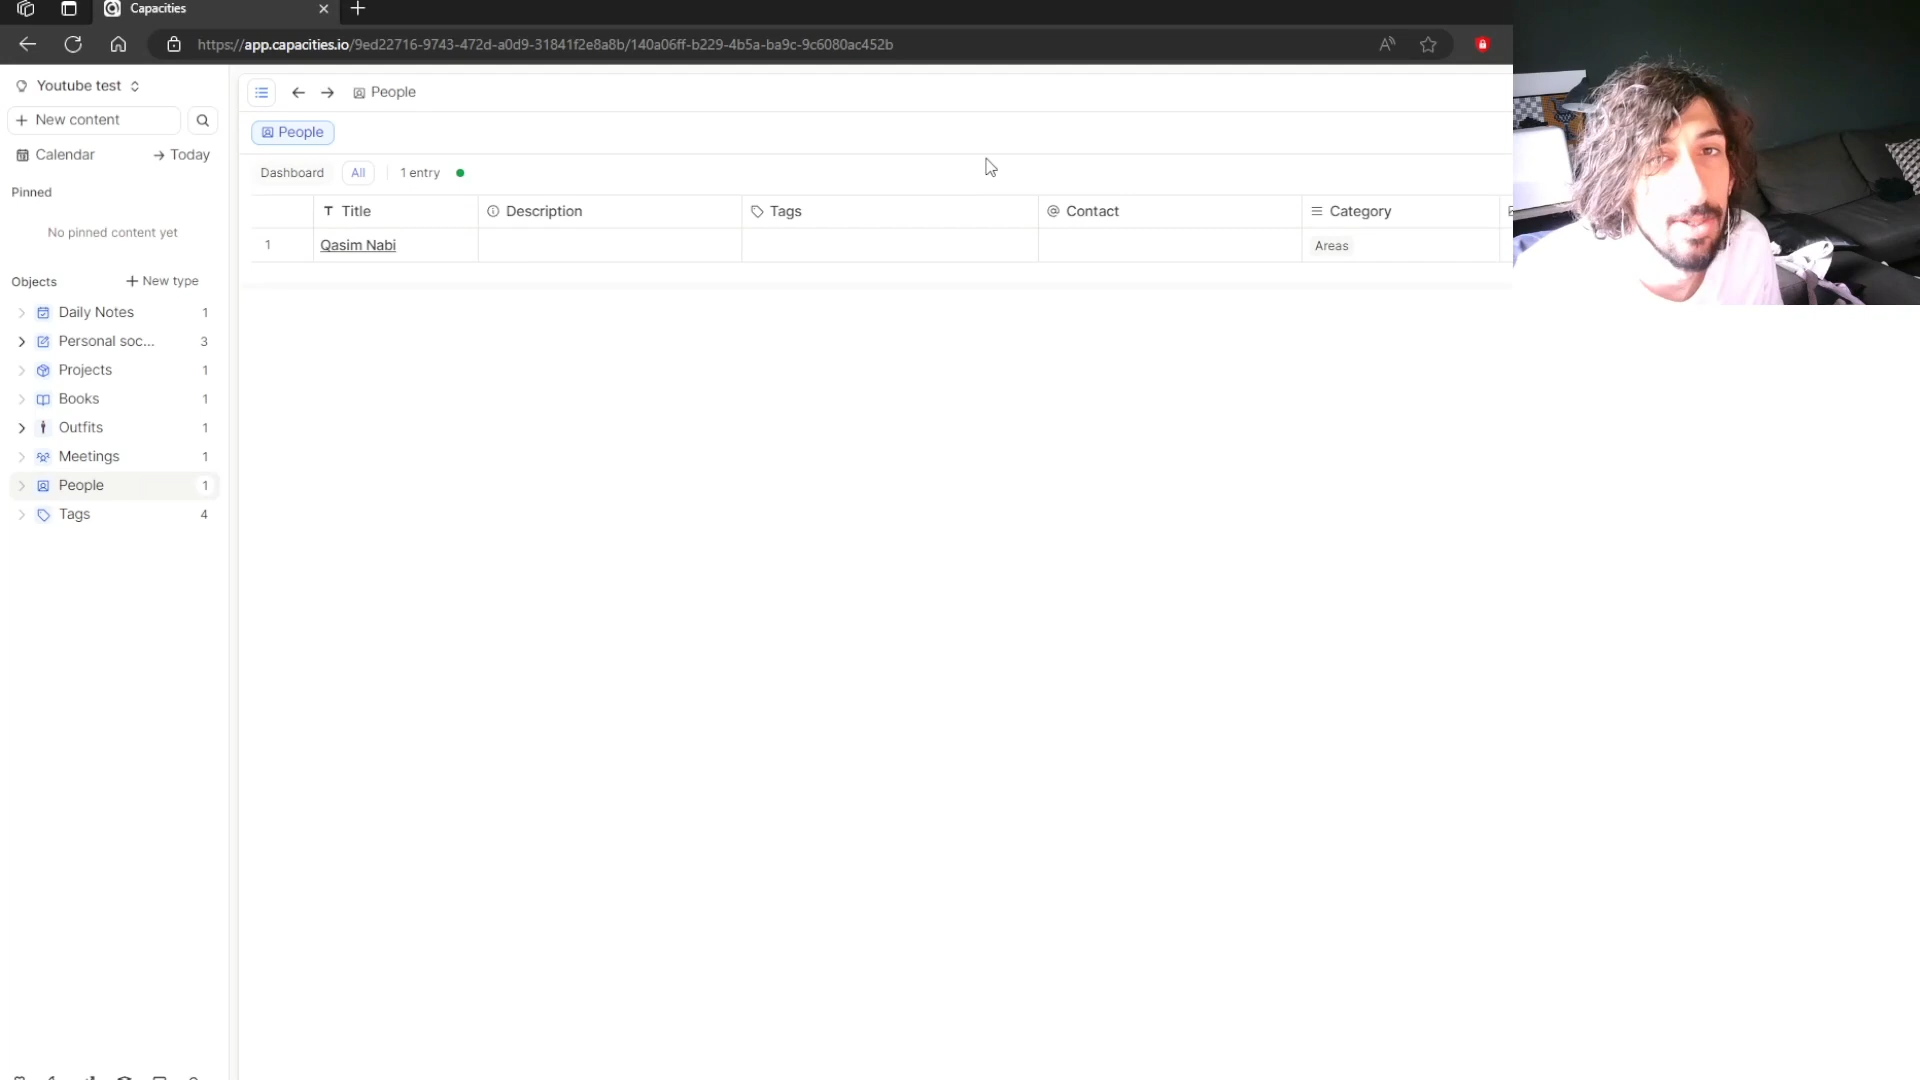 Capacities
https://app.capacities.io/9ed22716-9743-472d-a0d9-31841f2e8a8b/140a06ff-b229-4b5a-ba9c-9c6080ac452b
Youtube test
New content
Calendar
Today
Pinned
No pinned content yet
Objects
New type
Daily Notes 1
Personal soc... 3
Projects 1
Books 1
Outfits 1
Meetings 1
People 1
Tags 4
People
People
Dashboard All 1 entry
Title Description Tags Contact Category
1 Qasim Nabi Areas